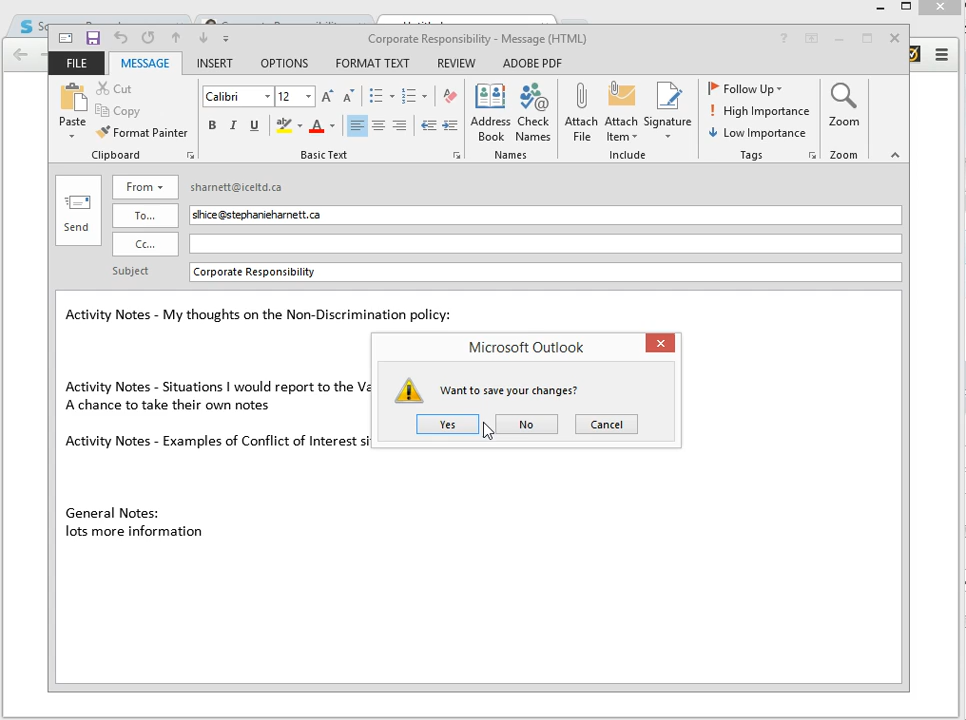 Corporate Responsibility - Message (HTML)
FILE
MESSAGE
INSERT
OPTIONS
FORMAT TEXT
REVIEW
ADOBE PDF
Paste
Cut
Copy
Format Painter
Clipboard
Calibri
12
B I U
Basic Text
Address Book
Check Names
Names
Attach File
Attach Item
Signature
Include
Follow Up
High Importance
Low Importance
Tags
Zoom
Zoom
Send
From
sharnett@iceltd.ca
To...
slhice@stephanieharnett.ca
Cc...
Subject
Corporate Responsibility
Activity Notes - My thoughts on the Non-Discrimination policy:
Activity Notes - Situations I would report to the Va
A chance to take their own notes
Activity Notes - Examples of Conflict of Interest si
General Notes:
lots more information
Microsoft Outlook
Want to save your changes?
Yes
No
Cancel